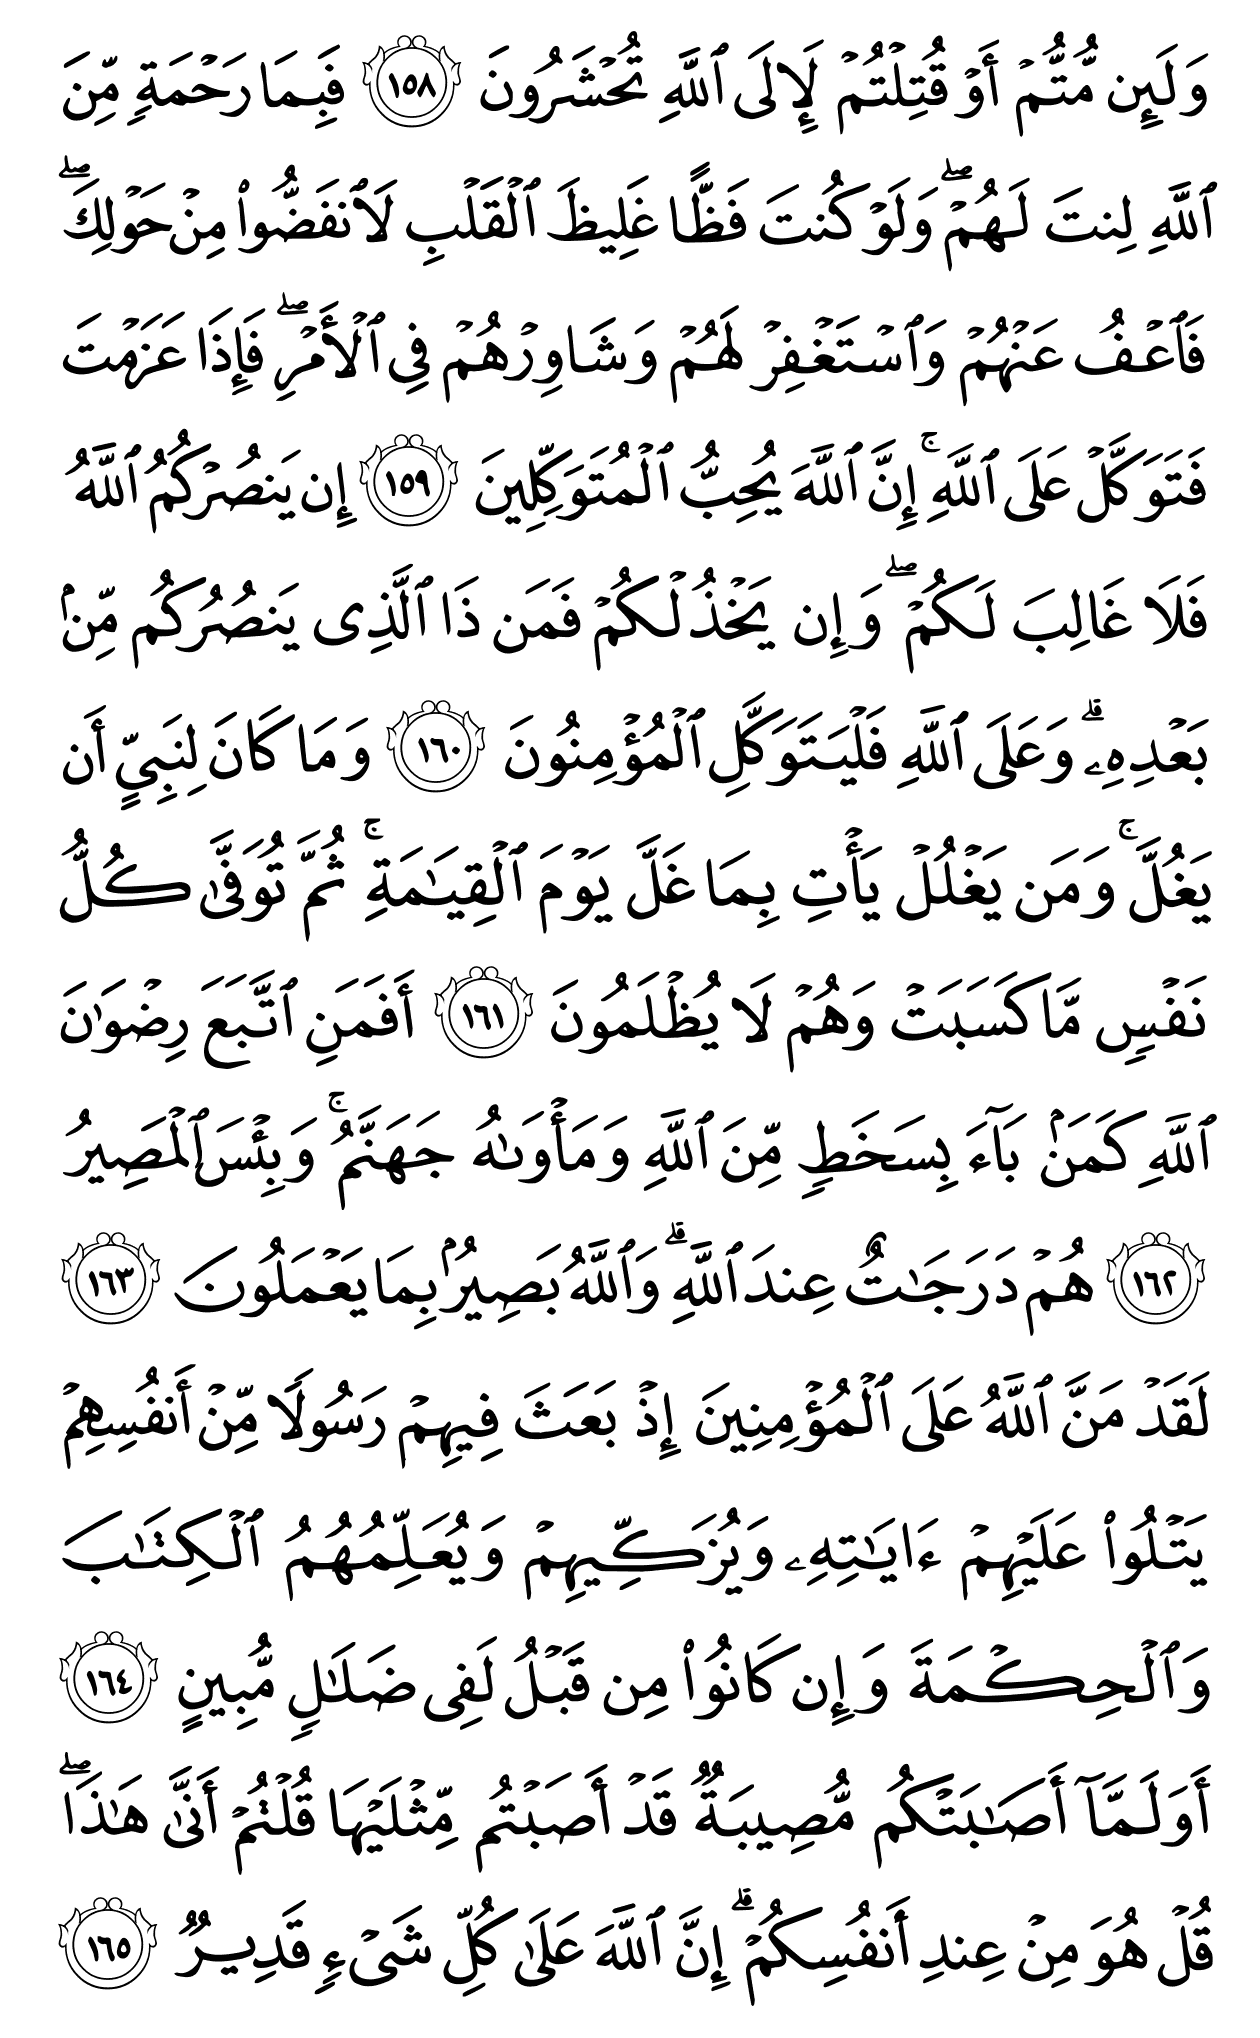 وَلَئِن مُّتُّمۡ أَوۡ قُتِلۡتُمۡ لَإِلَى ٱللَّهِ تُحۡشَرُونَ ١٥٨ فَبِمَا رَحۡمَةٖ مِّنَ
ٱللَّهِ لِنتَ لَهُمۡۖ وَلَوۡ كُنتَ فَظًّا غَلِيظَ ٱلۡقَلۡبِ لَٱنفَضُّواْ مِنۡ حَوۡلِكَۖ
فَٱعۡفُ عَنۡهُمۡ وَٱسۡتَغۡفِرۡ لَهُمۡ وَشَاوِرۡهُمۡ فِي ٱلۡأَمۡرِۖ فَإِذَا عَزَمۡتَ
فَتَوَكَّلۡ عَلَى ٱللَّهِۚ إِنَّ ٱللَّهَ يُحِبُّ ٱلۡمُتَوَكِّلِينَ ١٥٩ إِن يَنصُرۡكُمُ ٱللَّهُ
فَلَا غَالِبَ لَكُمۡۖ وَإِن يَخۡذُلۡكُمۡ فَمَن ذَا ٱلَّذِى يَنصُرُكُم مِّنۢ
بَعۡدِهِۦۗ وَعَلَى ٱللَّهِ فَلۡيَتَوَكَّلِ ٱلۡمُؤۡمِنُونَ ١٦٠ وَمَا كَانَ لِنَبِيٍّ أَن
يَغُلَّۚ وَمَن يَغۡلُلۡ يَأۡتِ بِمَا غَلَّ يَوۡمَ ٱلۡقِيَٰمَةِۚ ثُمَّ تُوَفَّىٰ كُلُّ
نَفۡسٖ مَّا كَسَبَتۡ وَهُمۡ لَا يُظۡلَمُونَ ١٦١ أَفَمَنِ ٱتَّبَعَ رِضۡوَٰنَ
ٱللَّهِ كَمَنۢ بَآءَ بِسَخَطٖ مِّنَ ٱللَّهِ وَمَأۡوَىٰهُ جَهَنَّمُۚ وَبِئۡسَ ٱلۡمَصِيرُ
١٦٢ هُمۡ دَرَجَٰتٌ عِندَ ٱللَّهِۗ وَٱللَّهُ بَصِيرُۢ بِمَا يَعۡمَلُونَ ١٦٣
لَقَدۡ مَنَّ ٱللَّهُ عَلَى ٱلۡمُؤۡمِنِينَ إِذۡ بَعَثَ فِيهِمۡ رَسُولٗا مِّنۡ أَنفُسِهِمۡ
يَتۡلُواْ عَلَيۡهِمۡ ءَايَٰتِهِۦ وَيُزَكِّيهِمۡ وَيُعَلِّمُهُمُ ٱلۡكِتَٰبَ
وَٱلۡحِكۡمَةَ وَإِن كَانُواْ مِن قَبۡلُ لَفِى ضَلَٰلٖ مُّبِينٍ ١٦٤
أَوَلَمَّآ أَصَٰبَتۡكُم مُّصِيبَةٞ قَدۡ أَصَبۡتُم مِّثۡلَيۡهَا قُلۡتُمۡ أَنَّىٰ هَٰذَاۖ
قُلۡ هُوَ مِنۡ عِندِ أَنفُسِكُمۡۗ إِنَّ ٱللَّهَ عَلَىٰ كُلِّ شَىۡءٖ قَدِيرٞ ١٦٥